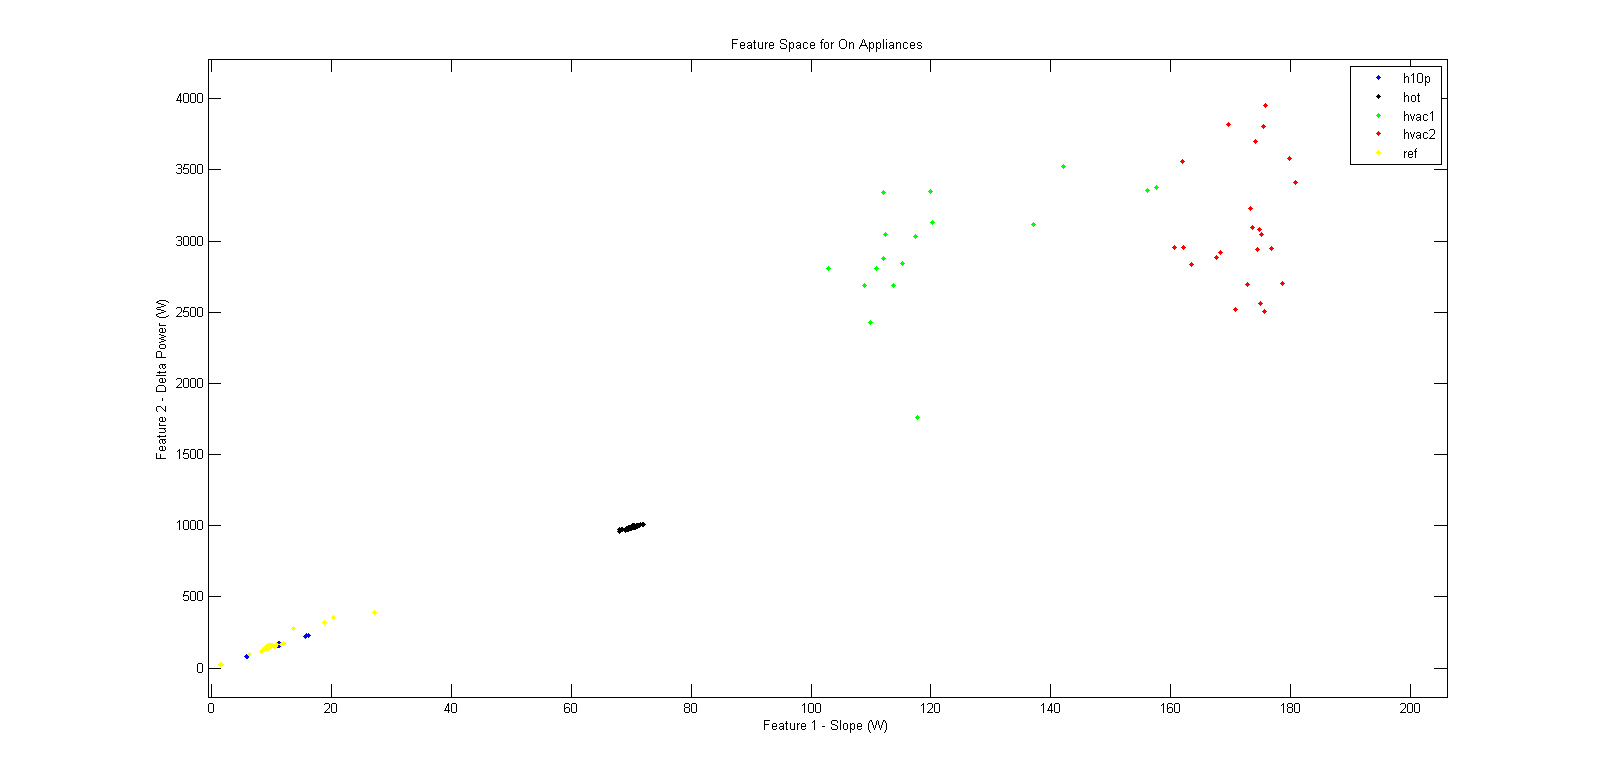 Feature Space for On Appliances
h10p
hot
hvac1
hvac2
ref
4000
3500
3000
2500
2000
1500
1000
500
0
Feature 2 - Delta Power (W)
0 20 40 60 80 100 120 140 160 180 200
Feature 1 - Slope (W)